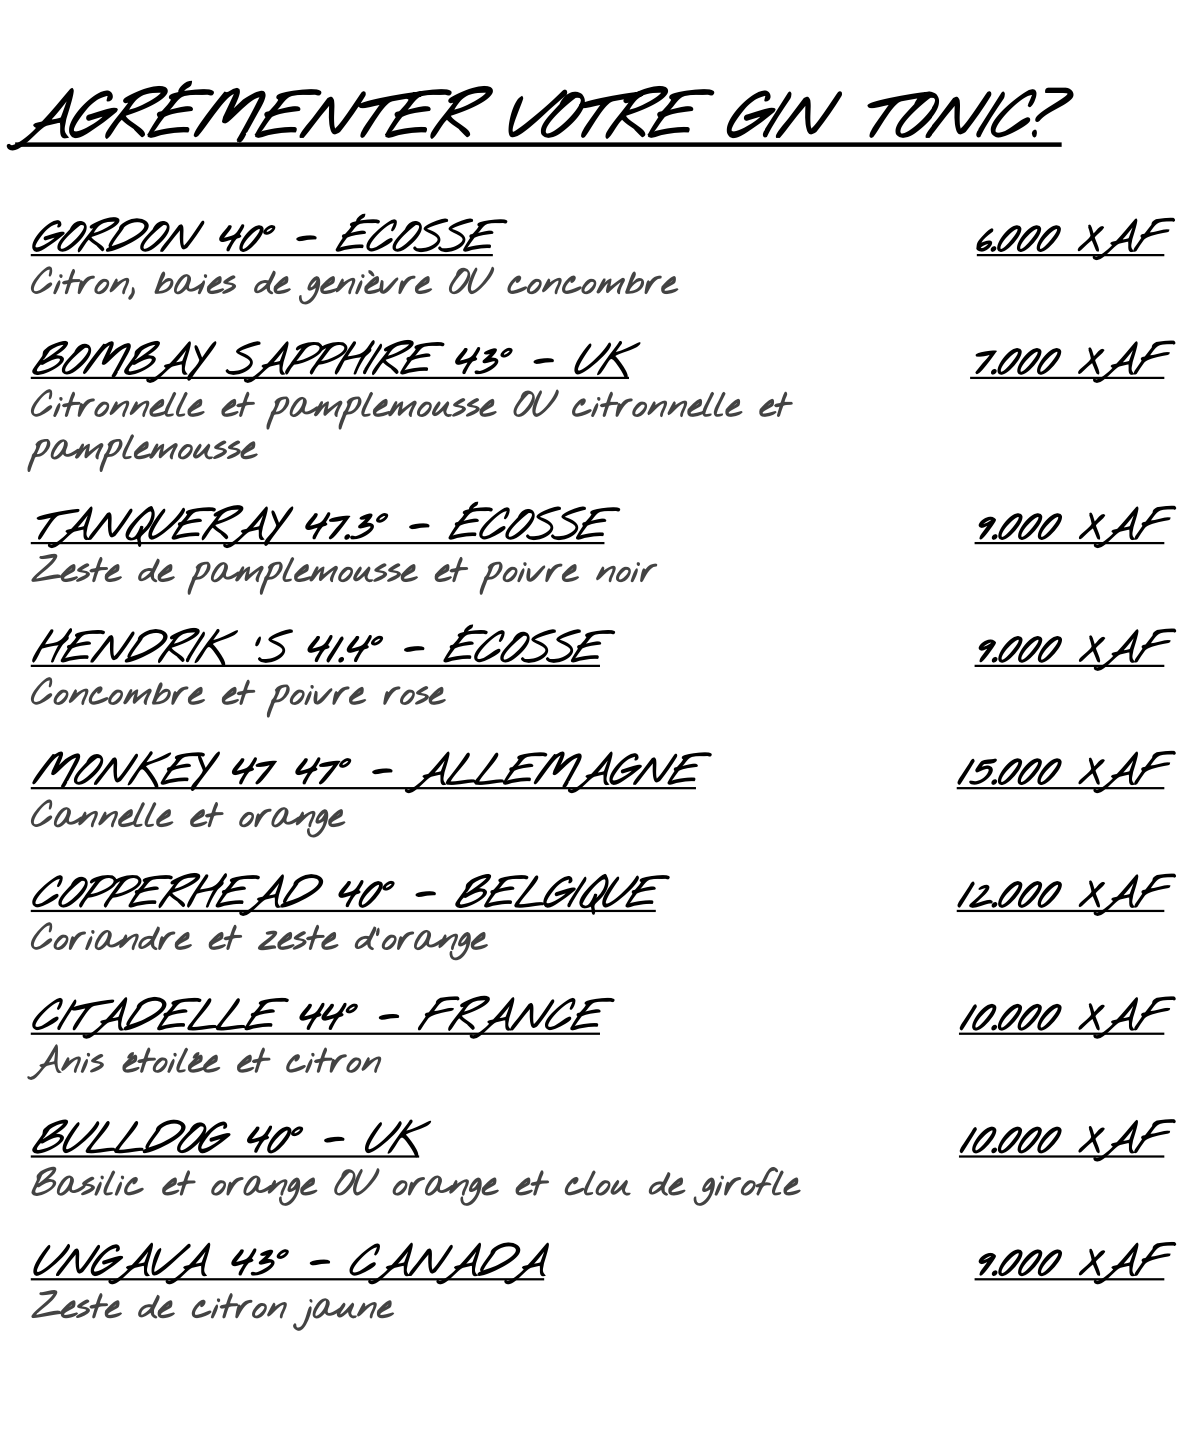 AGRÉMENTER VOTRE GIN TONIC?
GORDON 40° - ÉCOSSE 6.000 XAF
Citron, baies de genièvre OU concombre
BOMBAY SAPPHIRE 43° - UK 7.000 XAF
Citronnelle et pamplemousse OU citronnelle et
pamplemousse
TANQUERAY 47.3° - ÉCOSSE 9.000 XAF
Zeste de pamplemousse et poivre noir
HENDRIK 'S 41.4° - ÉCOSSE 9.000 XAF
Concombre et poivre rose
MONKEY 47 47° - ALLEMAGNE 15.000 XAF
Cannelle et orange
COPPERHEAD 40° - BELGIQUE 12.000 XAF
Coriandre et zeste d'orange
CITADELLE 44° - FRANCE 10.000 XAF
Anis étoilée et citron
BULLDOG 40° - UK 10.000 XAF
Basilic et orange OU orange et clou de girofle
UNGAVA 43° - CANADA 9.000 XAF
Zeste de citron jaune